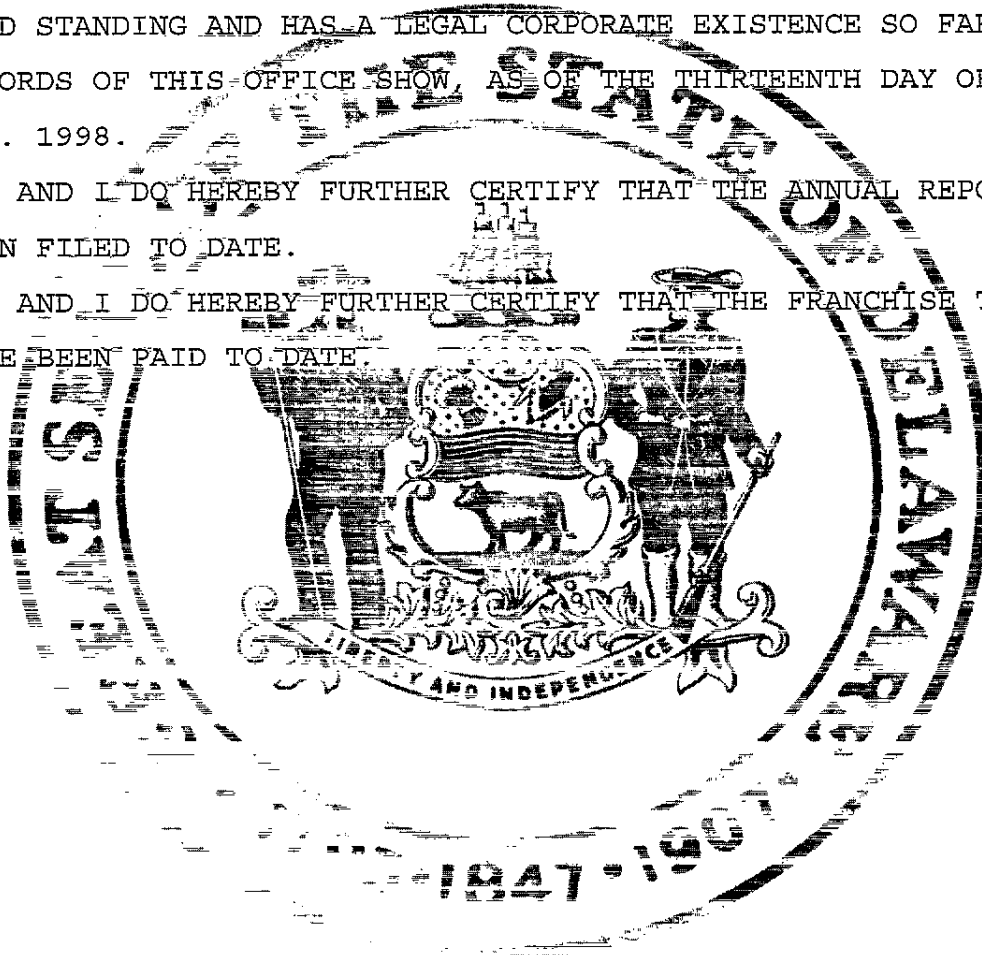 D STANDING AND HAS A LEGAL CORPORATE EXISTENCE SO FAR
ORDS OF THIS OFFICE SHOW, AS OF THE THIRTEENTH DAY OF
. 1998.
AND I DO HEREBY FURTHER CERTIFY THAT THE ANNUAL REPO
N FILED TO DATE.
AND I DO HEREBY FURTHER CERTIFY THAT THE FRANCHISE T
E BEEN PAID TO DATE.
THE STATE OF DELAWARE
LIBERTY AND INDEPENDENCE
1847 • 1907